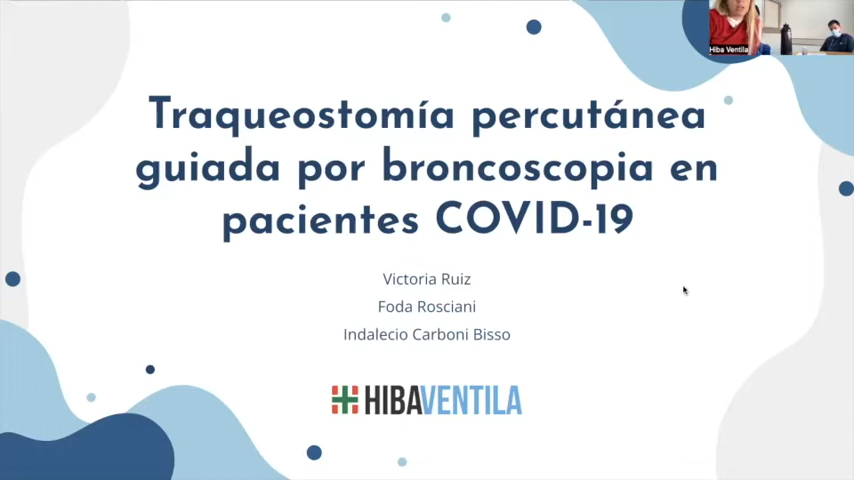 Hiba Ventila
Traqueostomía percutánea
guiada por broncoscopia en
pacientes COVID-19
Victoria Ruiz
Foda Rosciani
Indalecio Carboni Bisso
HIBAVENTILA